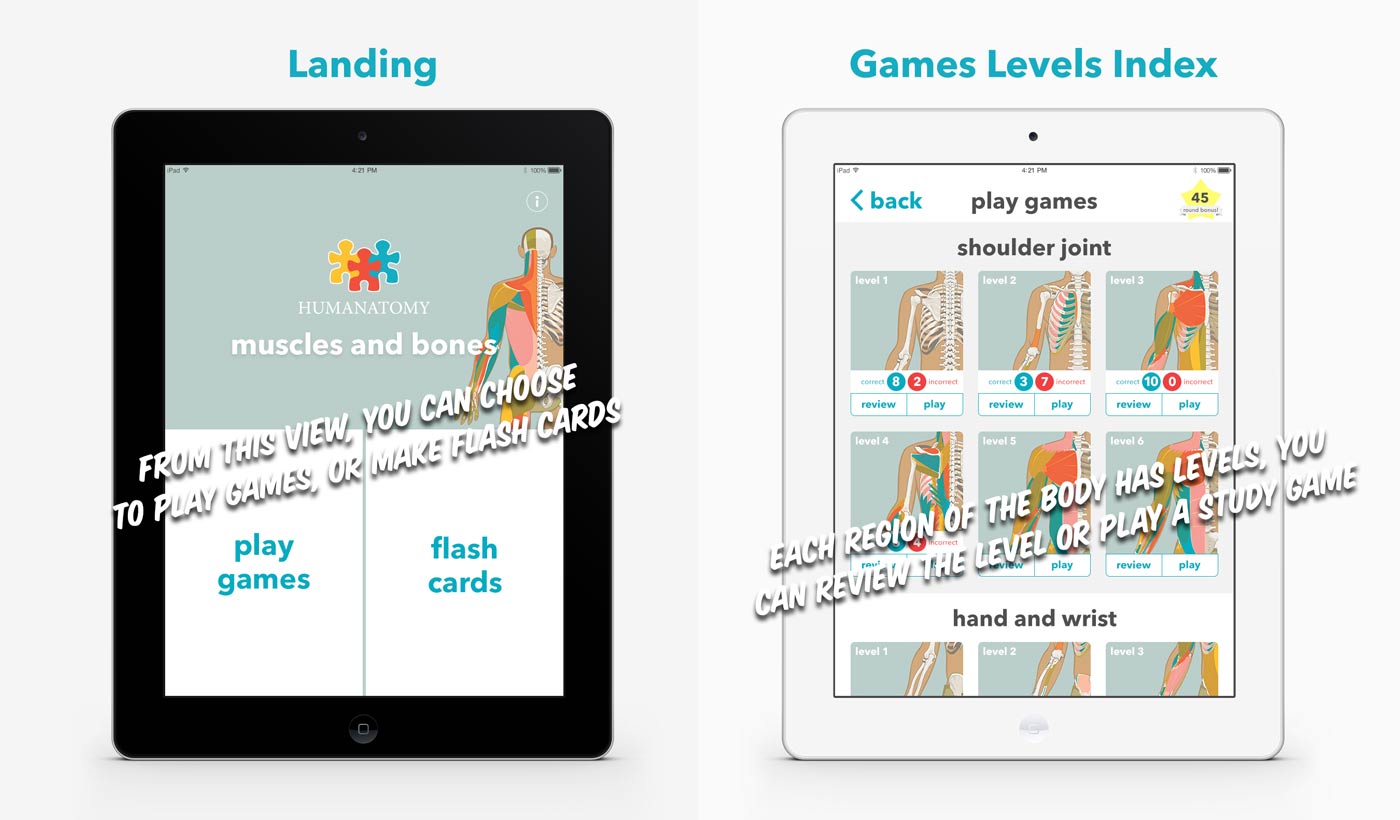 Landing
iPad
4:21 PM
100%
i
HUMANATOMY
muscles and bones
FROM THIS VIEW, YOU CAN CHOOSE
TO PLAY GAMES, OR MAKE FLASH CARDS
play
games
flash
cards
Games Levels Index
iPad
4:21 PM
100%
back
play games
45
round bonus!
shoulder joint
level 1
level 2
level 3
correct 8 2 incorrect
correct 3 7 incorrect
correct 10 0 incorrect
review play
review play
review play
level 4
level 5
level 6
4 incorrect
EACH REGION OF THE BODY HAS LEVELS, YOU
CAN REVIEW THE LEVEL OR PLAY A STUDY GAME
review play
review play
hand and wrist
level 1
level 2
level 3